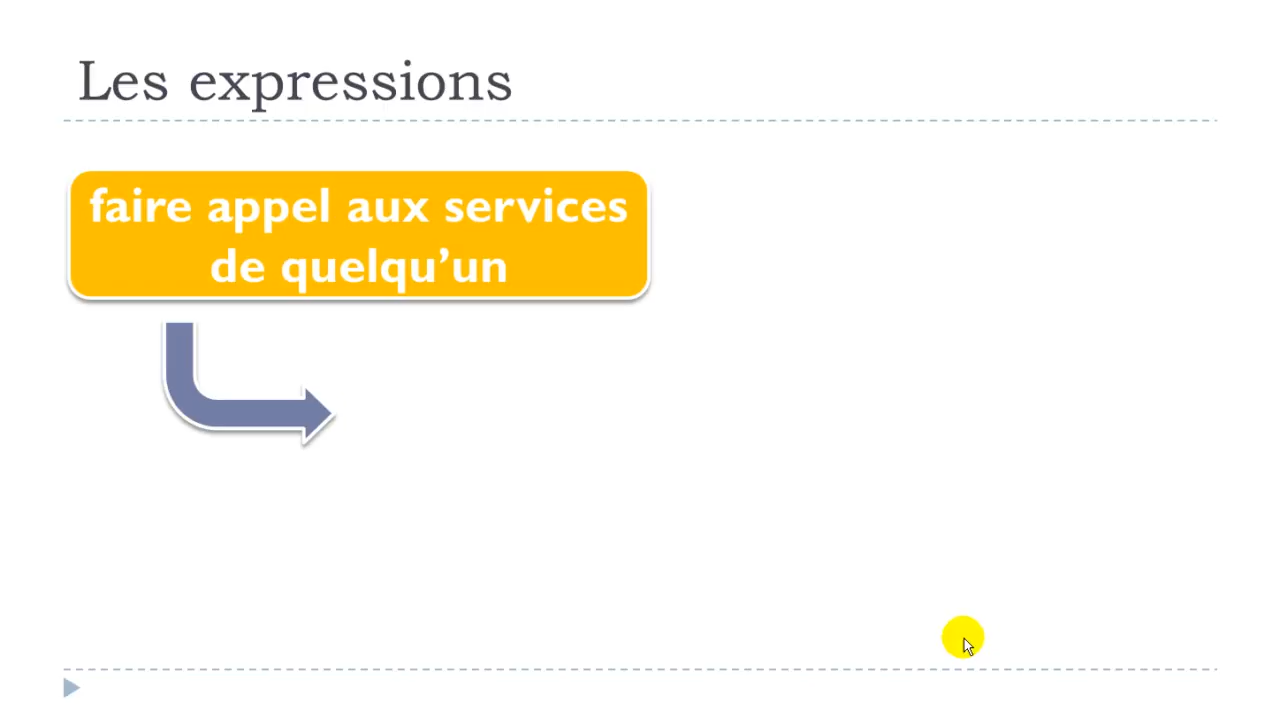 Les expressions
faire appel aux services
de quelqu’un